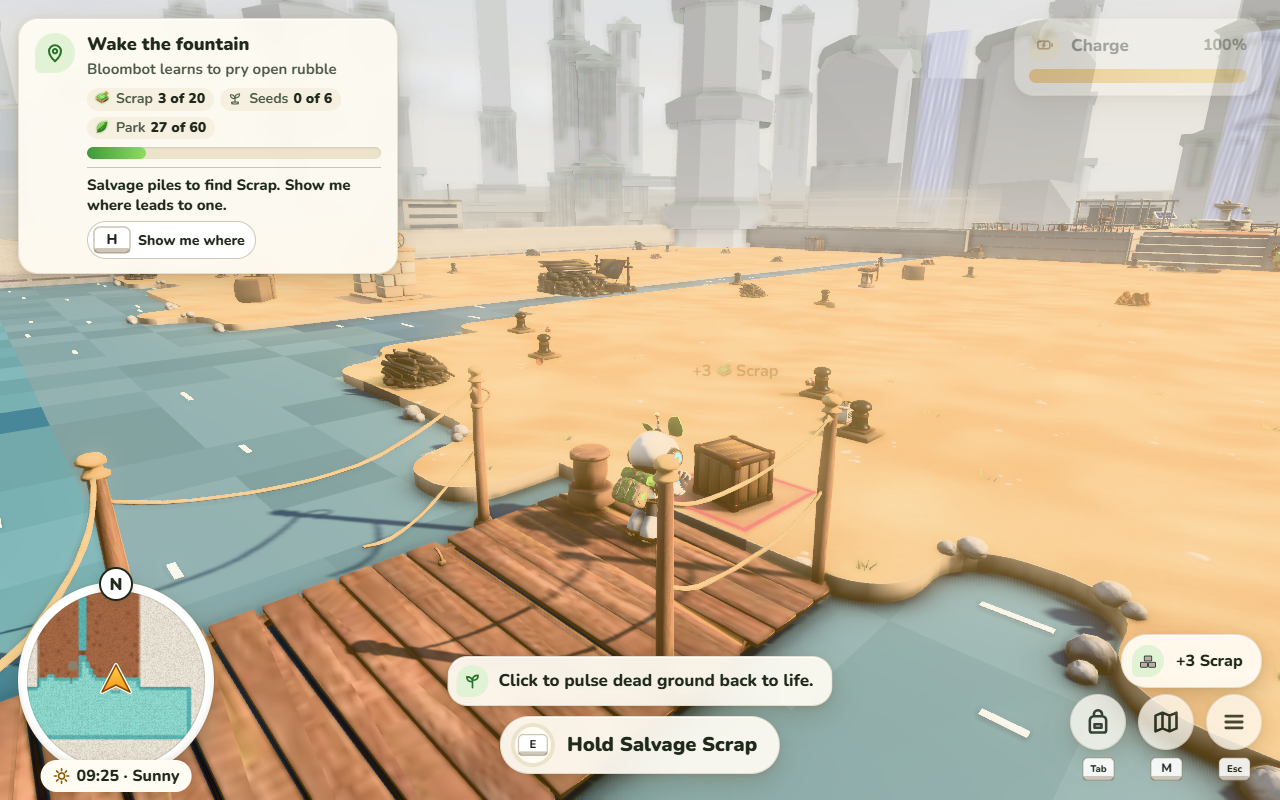 Wake the fountain
Bloombot learns to pry open rubble
Scrap 3 of 20 Seeds 0 of 6
Park 27 of 60
Salvage piles to find Scrap. Show me
where leads to one.
H Show me where
Charge 100%
+3 Scrap
N
09:25 · Sunny
Click to pulse dead ground back to life.
E Hold Salvage Scrap
+3 Scrap
Tab M Esc